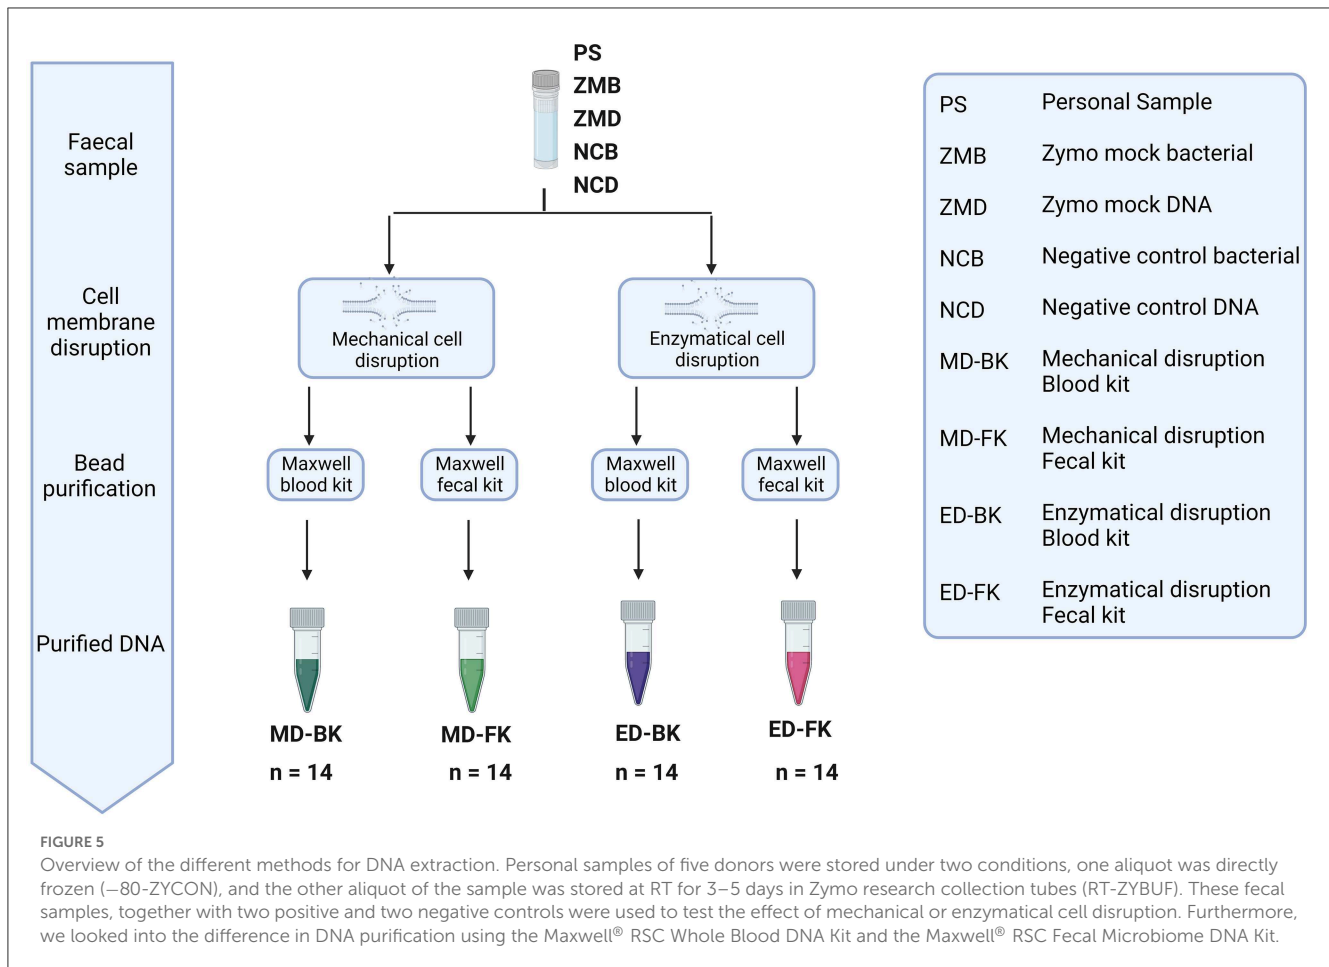 PS
ZMB
ZMD
NCB
NCD
Faecal
sample
Cell
membrane
disruption
Bead
purification
Purified DNA
Mechanical cell
disruption
Enzymatical cell
disruption
Maxwell
blood kit
Maxwell
fecal kit
Maxwell
blood kit
Maxwell
fecal kit
MD-BK
MD-FK
ED-BK
ED-FK
n = 14
n = 14
n = 14
n = 14
PS Personal Sample
ZMB Zymo mock bacterial
ZMD Zymo mock DNA
NCB Negative control bacterial
NCD Negative control DNA
MD-BK Mechanical disruption
Blood kit
MD-FK Mechanical disruption
Fecal kit
ED-BK Enzymatical disruption
Blood kit
ED-FK Enzymatical disruption
Fecal kit
FIGURE 5
Overview of the different methods for DNA extraction. Personal samples of five donors were stored under two conditions, one aliquot was directly
frozen (−80-ZYCON), and the other aliquot of the sample was stored at RT for 3–5 days in Zymo research collection tubes (RT-ZYBUF). These fecal
samples, together with two positive and two negative controls were used to test the effect of mechanical or enzymatical cell disruption. Furthermore,
we looked into the difference in DNA purification using the Maxwell® RSC Whole Blood DNA Kit and the Maxwell® RSC Fecal Microbiome DNA Kit.